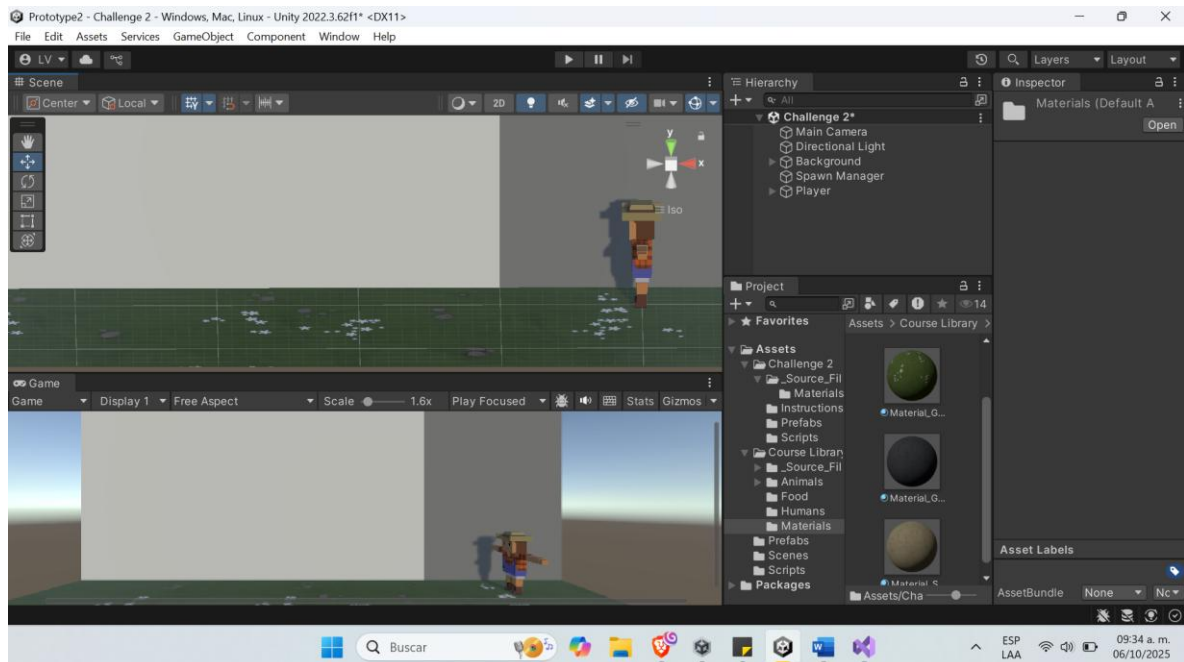 Prototype2 - Challenge 2 - Windows, Mac, Linux - Unity 2022.3.62f1* <DX11>
File Edit Assets Services GameObject Component Window Help
LV
Layers Layout
Scene
Center Local 2D
y
x
Iso
Hierarchy
All
Challenge 2*
Main Camera
Directional Light
Background
Spawn Manager
Player
Inspector
Materials (Default A
Open
Project
14
Favorites
Assets > Course Library >
Assets
Challenge 2
_Source_Fil
Materials
Instructions
Prefabs
Scripts
Course Library
_Source_Fil
Animals
Food
Humans
Materials
Prefabs
Scenes
Scripts
Packages
Material_G...
Material_G...
Material_S...
Assets/Cha
Game
Game Display 1 Free Aspect Scale 1.6x Play Focused Stats Gizmos
Asset Labels
AssetBundle None Nc
Buscar
ESP
LAA
09:34 a. m.
06/10/2025